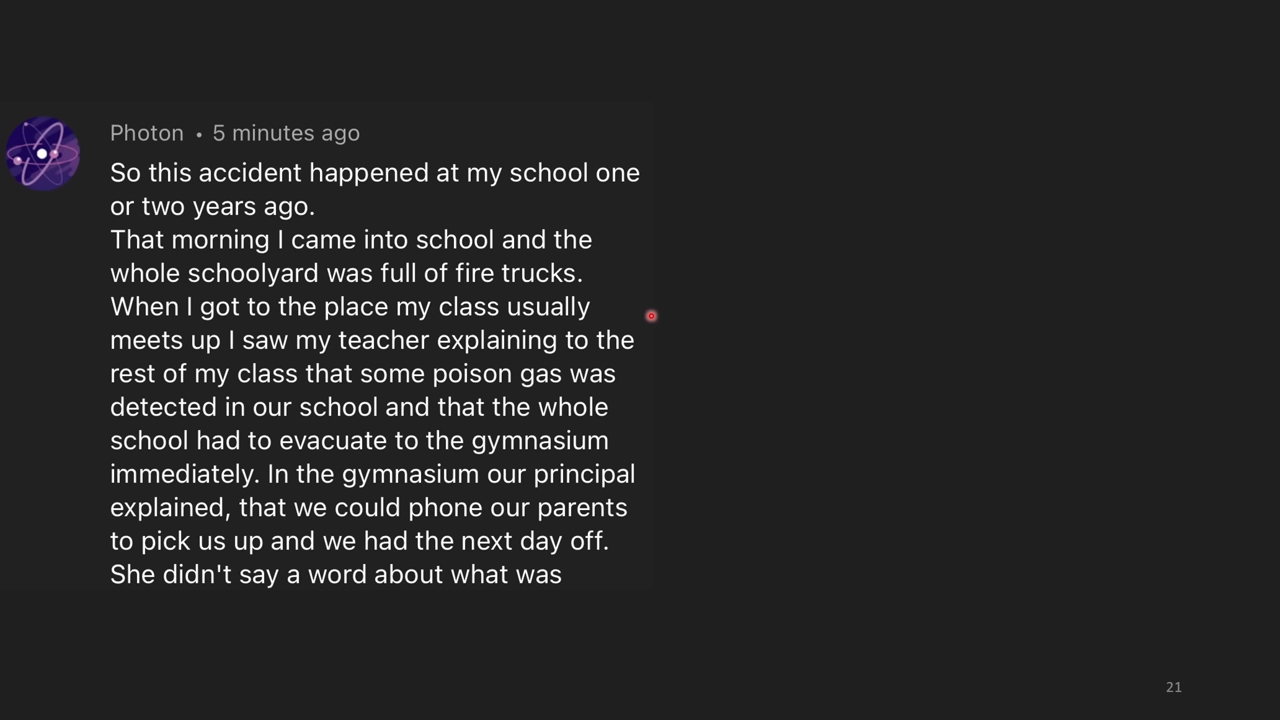 Photon • 5 minutes ago
So this accident happened at my school one
or two years ago.
That morning I came into school and the
whole schoolyard was full of fire trucks.
When I got to the place my class usually
meets up I saw my teacher explaining to the
rest of my class that some poison gas was
detected in our school and that the whole
school had to evacuate to the gymnasium
immediately. In the gymnasium our principal
explained, that we could phone our parents
to pick us up and we had the next day off.
She didn't say a word about what was
21